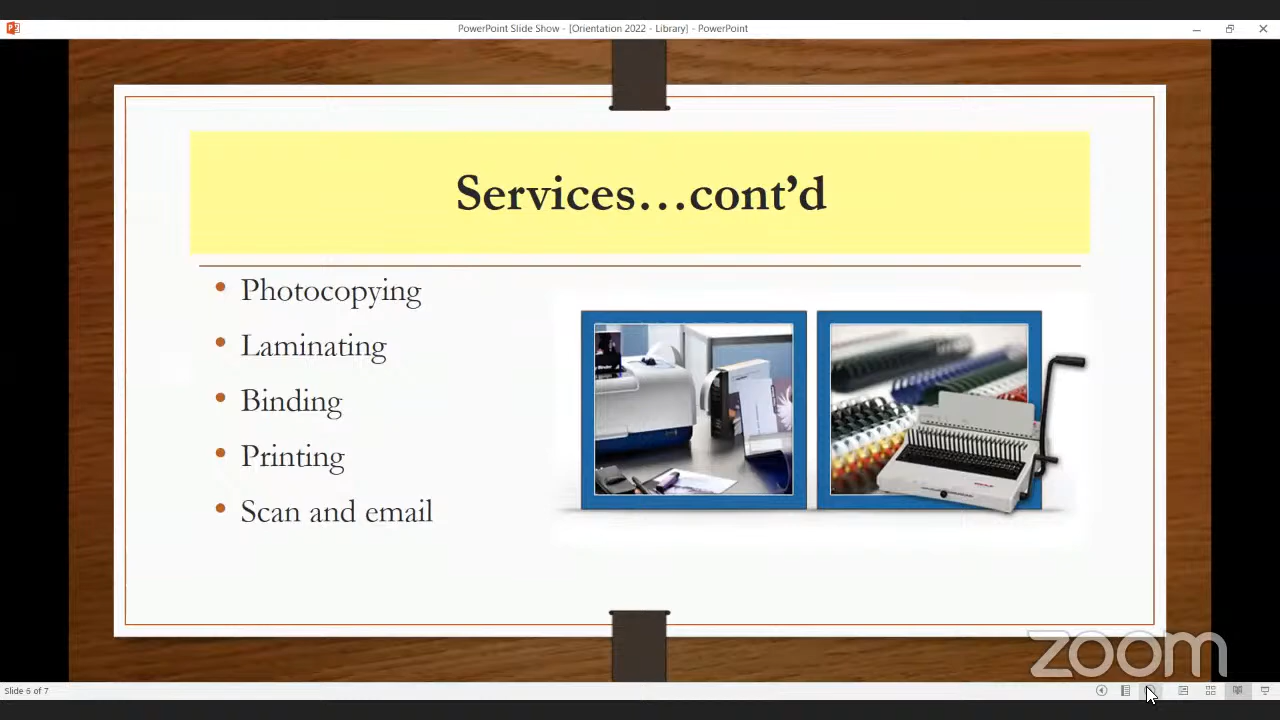 PowerPoint Slide Show - [Orientation 2022 - Library] - PowerPoint
Services…cont’d
Photocopying
Laminating
Binding
Printing
Scan and email
zoom
Slide 6 of 7